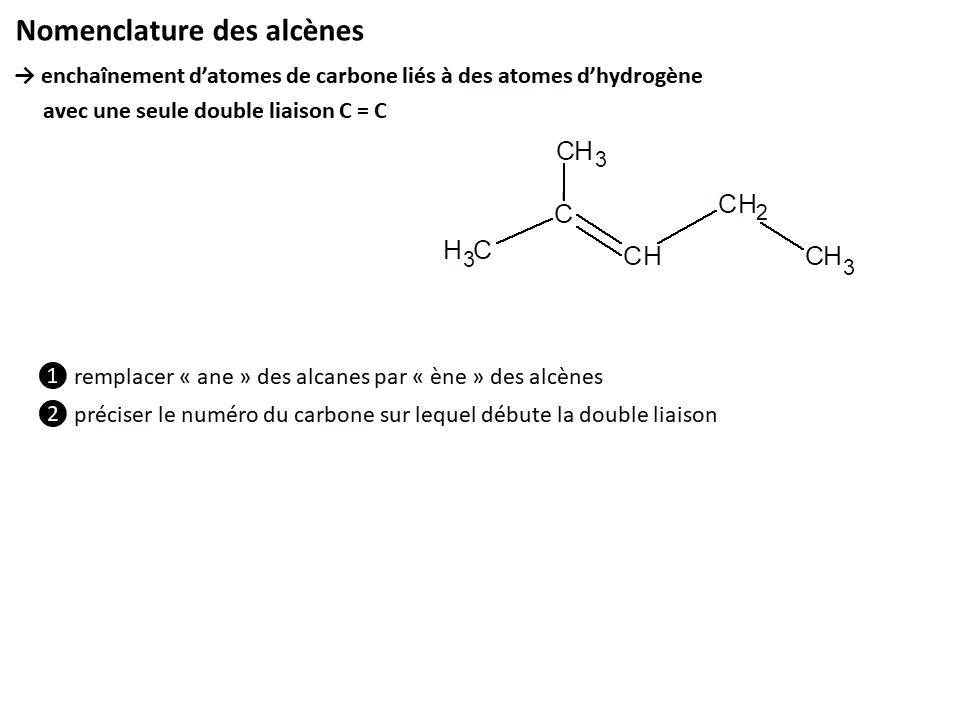 Nomenclature des alcènes
→ enchaînement d’atomes de carbone liés à des atomes d’hydrogène
avec une seule double liaison C = C
CH3
C
CH2
H3C
CH
CH3
❶ remplacer « ane » des alcanes par « ène » des alcènes
❷ préciser le numéro du carbone sur lequel débute la double liaison